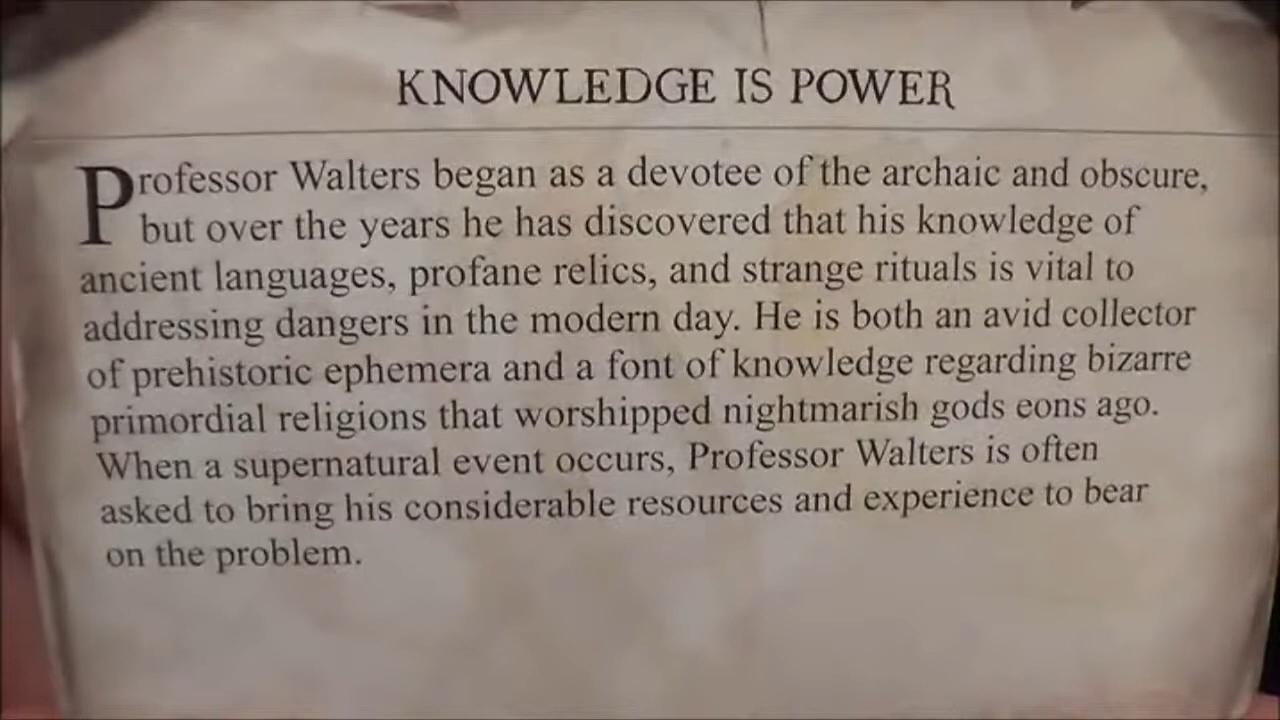 KNOWLEDGE IS POWER
Professor Walters began as a devotee of the archaic and obscure,
but over the years he has discovered that his knowledge of
ancient languages, profane relics, and strange rituals is vital to
addressing dangers in the modern day. He is both an avid collector
of prehistoric ephemera and a font of knowledge regarding bizarre
primordial religions that worshipped nightmarish gods eons ago.
When a supernatural event occurs, Professor Walters is often
asked to bring his considerable resources and experience to bear
on the problem.